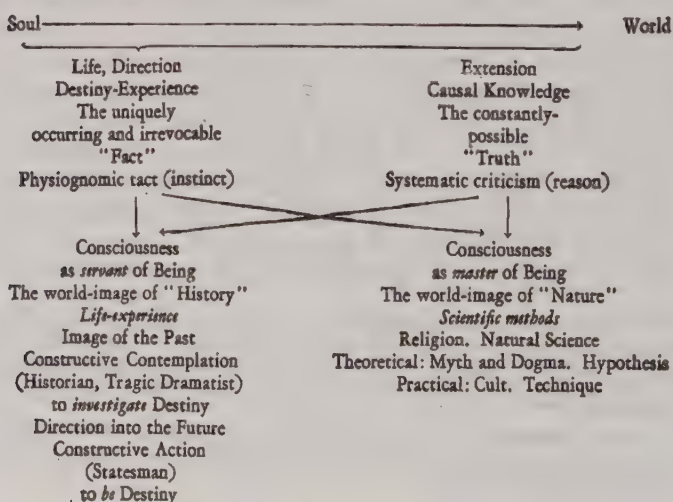 Soul World
Life, Direction
Destiny-Experience
The uniquely
occurring and irrevocable
"Fact"
Physiognomic tact (instinct)
Extension
Causal Knowledge
The constantly-
possible
"Truth"
Systematic criticism (reason)
Consciousness
as servant of Being
The world-image of "History"
Life-experience
Image of the Past
Constructive Contemplation
(Historian, Tragic Dramatist)
to investigate Destiny
Direction into the Future
Constructive Action
(Statesman)
to be Destiny
Consciousness
as master of Being
The world-image of "Nature"
Scientific methods
Religion. Natural Science
Theoretical: Myth and Dogma. Hypothesis
Practical: Cult. Technique